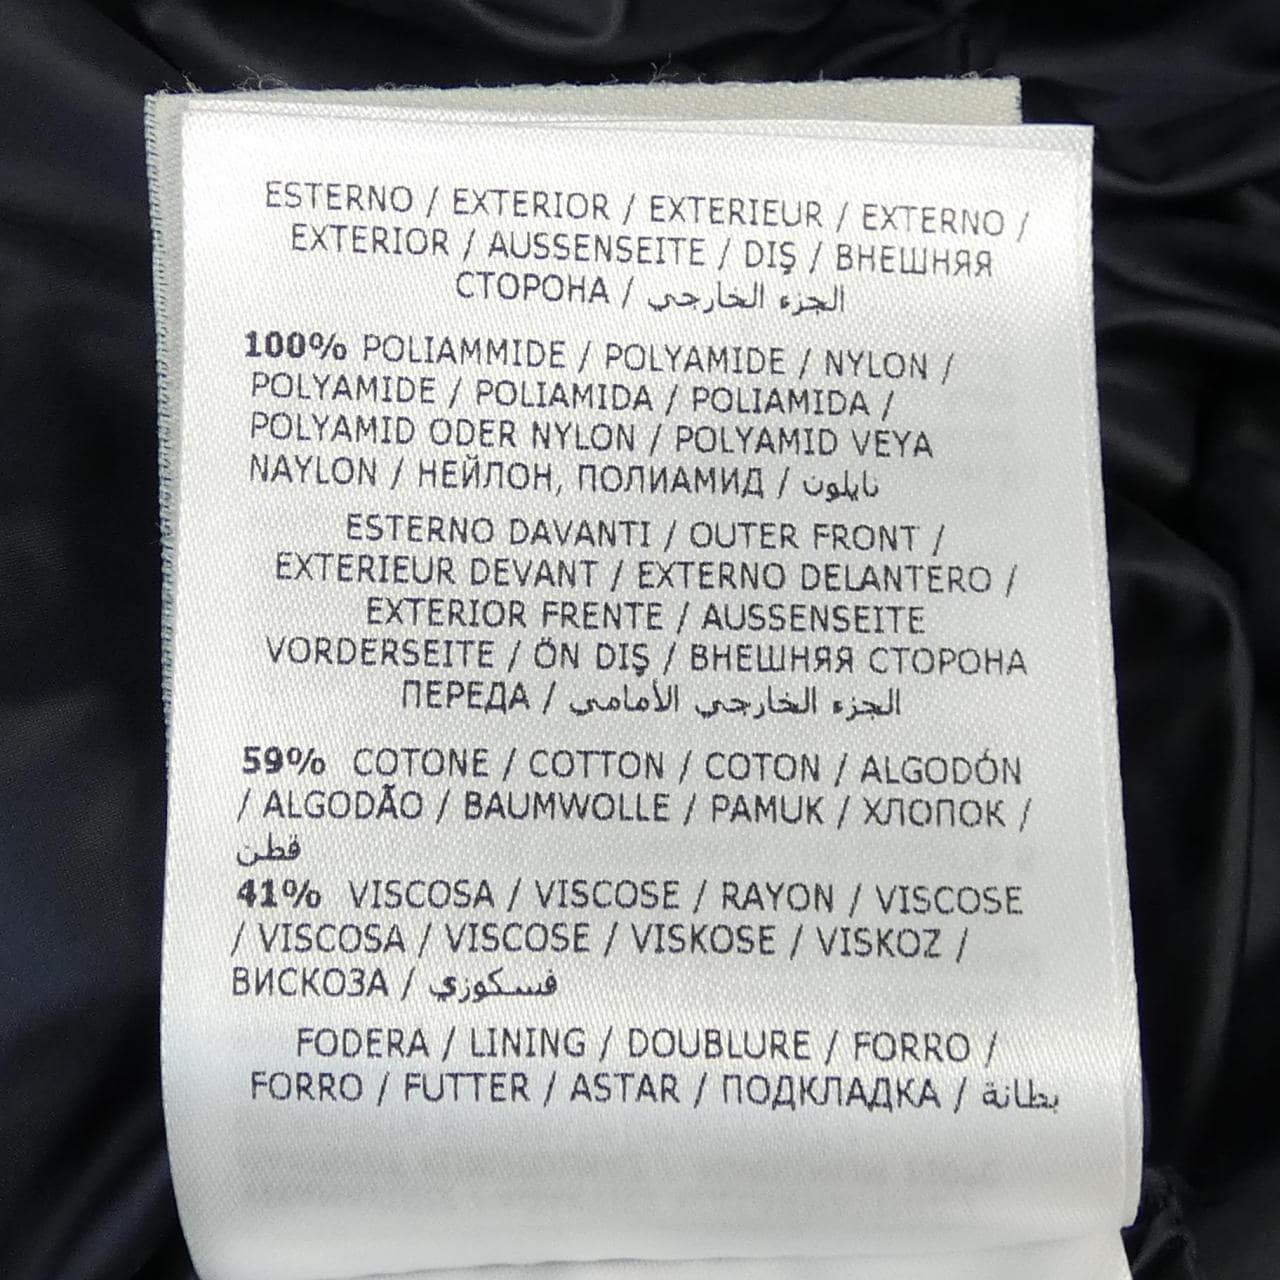 ESTERNO / EXTERIOR / EXTERIEUR / EXTERNO /
EXTERIOR / AUSSENSEITE / DIŞ / ВНЕШНЯЯ
СТОРОНА / الجزء الخارجي
100% POLIAMMIDE / POLYAMIDE / NYLON /
POLYAMIDE / POLIAMIDA / POLIAMIDA /
POLYAMID ODER NYLON / POLYAMID VEYA
NAYLON / НЕЙЛОН, ПОЛИАМИД / نايلون
ESTERNO DAVANTI / OUTER FRONT /
EXTERIEUR DEVANT / EXTERNO DELANTERO /
EXTERIOR FRENTE / AUSSENSEITE
VORDERSEITE / ÖN DIŞ / ВНЕШНЯЯ СТОРОНА
ПЕРЕДА / الجزء الخارجي الأمامي
59% COTONE / COTTON / COTON / ALGODÓN
/ ALGODÃO / BAUMWOLLE / PAMUK / ХЛОПОК /
قطن
41% VISCOSA / VISCOSE / RAYON / VISCOSE
/ VISCOSA / VISCOSE / VISKOSE / VISKOZ /
ВИСКОЗА / فسكوزي
FODERA / LINING / DOUBLURE / FORRO /
FORRO / FUTTER / ASTAR / ПОДКЛАДКА / بطانة